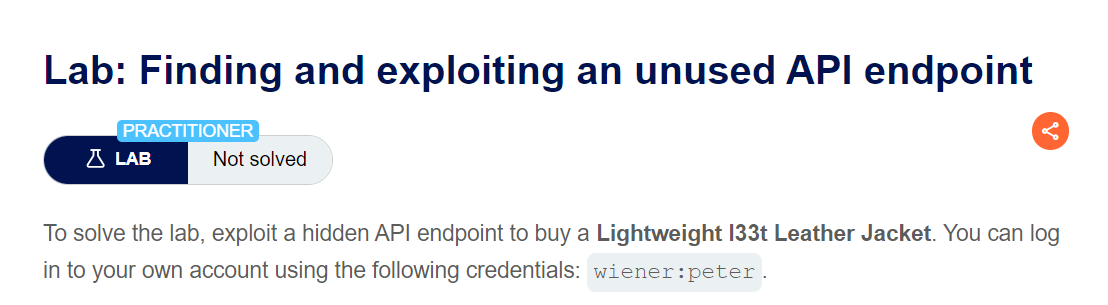 Lab: Finding and exploiting an unused API endpoint
PRACTITIONER
LAB Not solved
To solve the lab, exploit a hidden API endpoint to buy a Lightweight l33t Leather Jacket. You can log
in to your own account using the following credentials: wiener:peter.